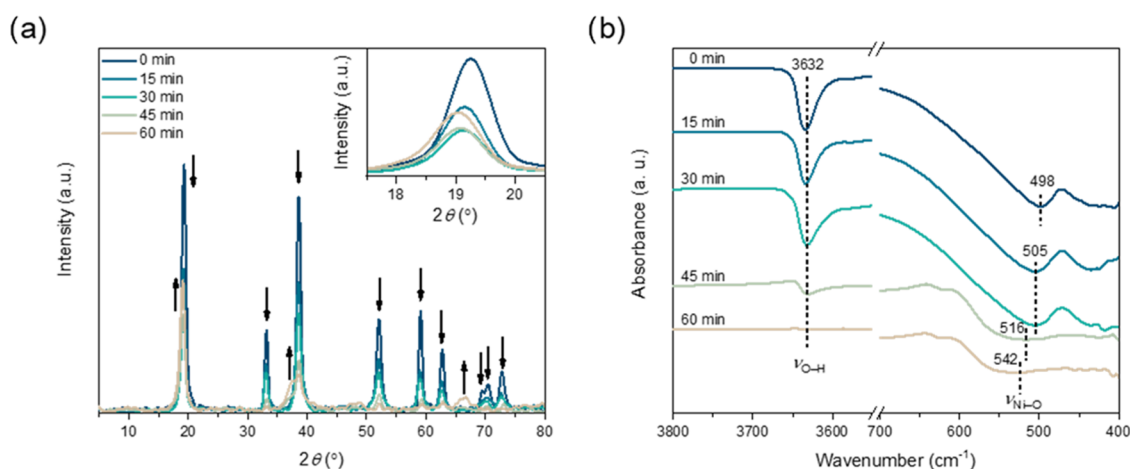 (a)
Intensity (a.u.)
0 min
15 min
30 min
45 min
60 min
Intensity (a.u.)
18 19 20
2θ (°)
10 20 30 40 50 60 70 80
2θ (°)
(b)
Absorbance (a. u.)
0 min
3632
15 min
498
30 min
505
45 min
516
60 min
542
νO–H
νNi–O
3800 3700 3600 700 600 500 400
Wavenumber (cm⁻¹)